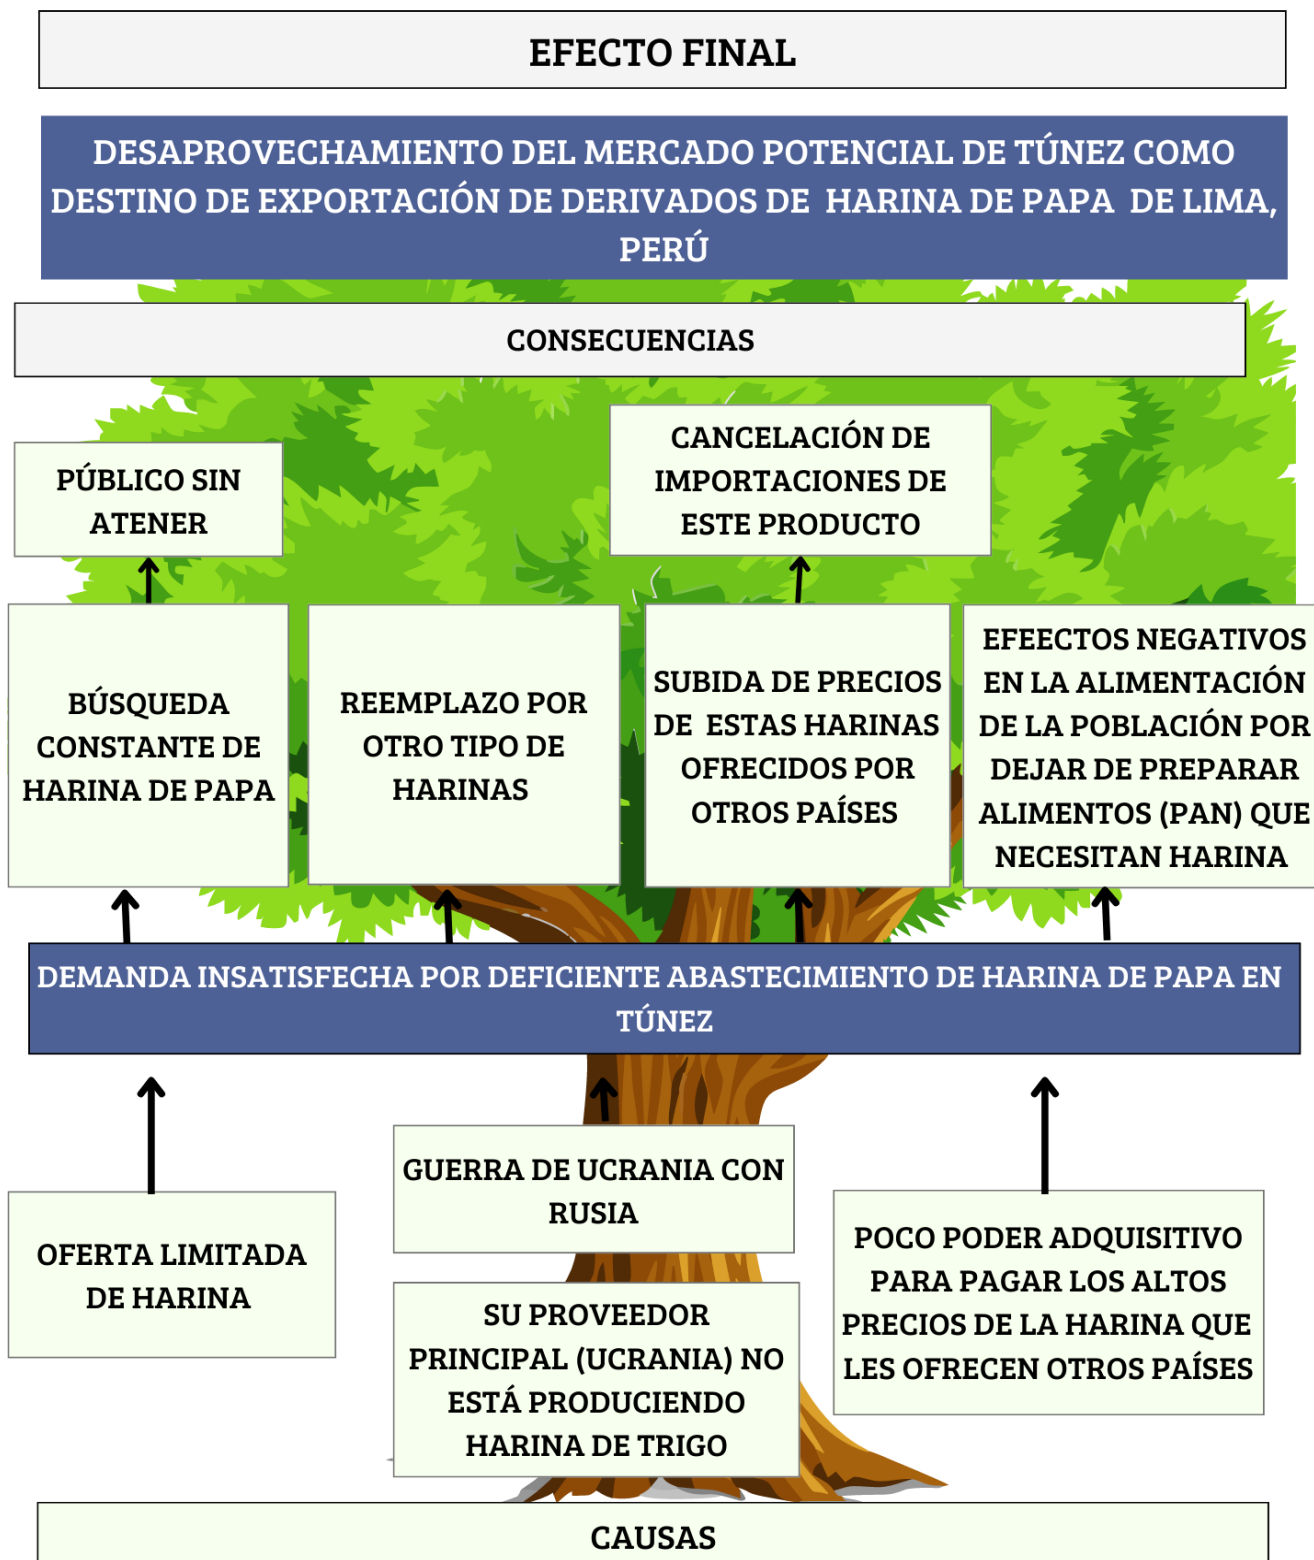 EFECTO FINAL
DESAPROVECHAMIENTO DEL MERCADO POTENCIAL DE TÚNEZ COMO
DESTINO DE EXPORTACIÓN DE DERIVADOS DE HARINA DE PAPA DE LIMA,
PERÚ
CONSECUENCIAS
PÚBLICO SIN
ATENER
CANCELACIÓN DE
IMPORTACIONES DE
ESTE PRODUCTO
BÚSQUEDA
CONSTANTE DE
HARINA DE PAPA
REEMPLAZO POR
OTRO TIPO DE
HARINAS
SUBIDA DE PRECIOS
DE ESTAS HARINAS
OFRECIDOS POR
OTROS PAÍSES
EFEECTOS NEGATIVOS
EN LA ALIMENTACIÓN
DE LA POBLACIÓN POR
DEJAR DE PREPARAR
ALIMENTOS (PAN) QUE
NECESITAN HARINA
DEMANDA INSATISFECHA POR DEFICIENTE ABASTECIMIENTO DE HARINA DE PAPA EN
TÚNEZ
OFERTA LIMITADA
DE HARINA
GUERRA DE UCRANIA CON
RUSIA
SU PROVEEDOR
PRINCIPAL (UCRANIA) NO
ESTÁ PRODUCIENDO
HARINA DE TRIGO
POCO PODER ADQUISITIVO
PARA PAGAR LOS ALTOS
PRECIOS DE LA HARINA QUE
LES OFRECEN OTROS PAÍSES
CAUSAS